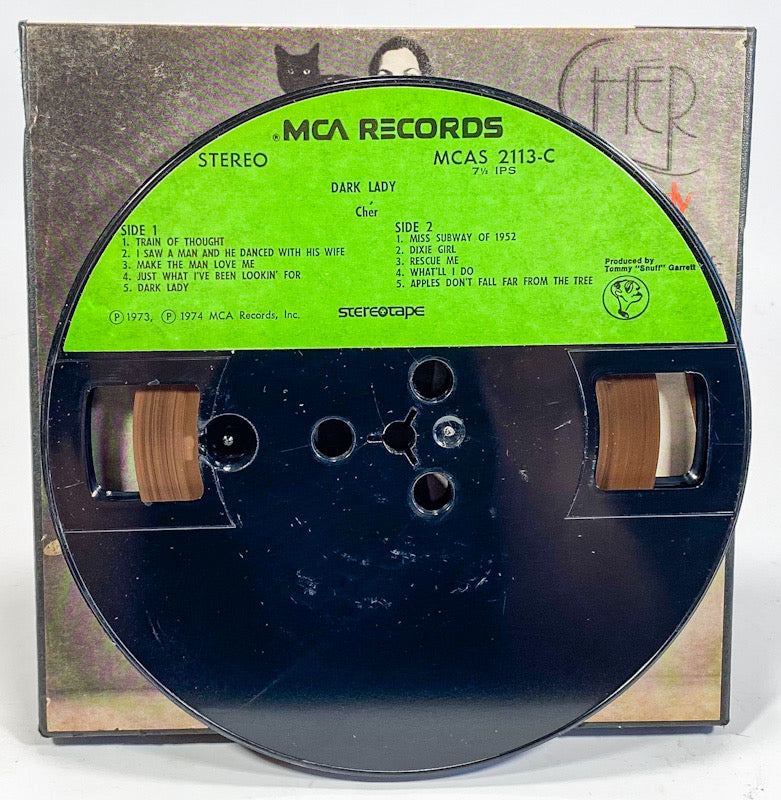 CHER
® MCA RECORDS
STEREO
MCAS 2113-C
7½ IPS
DARK LADY
Cher
SIDE 1
1. TRAIN OF THOUGHT
2. I SAW A MAN AND HE DANCED WITH HIS WIFE
3. MAKE THE MAN LOVE ME
4. JUST WHAT I'VE BEEN LOOKIN' FOR
5. DARK LADY
SIDE 2
1. MISS SUBWAY OF 1952
2. DIXIE GIRL
3. RESCUE ME
4. WHAT'LL I DO
5. APPLES DON'T FALL FAR FROM THE TREE
Produced by
Tommy "Snuff" Garrett
Ⓟ 1973, Ⓟ 1974 MCA Records, Inc.
stereotape